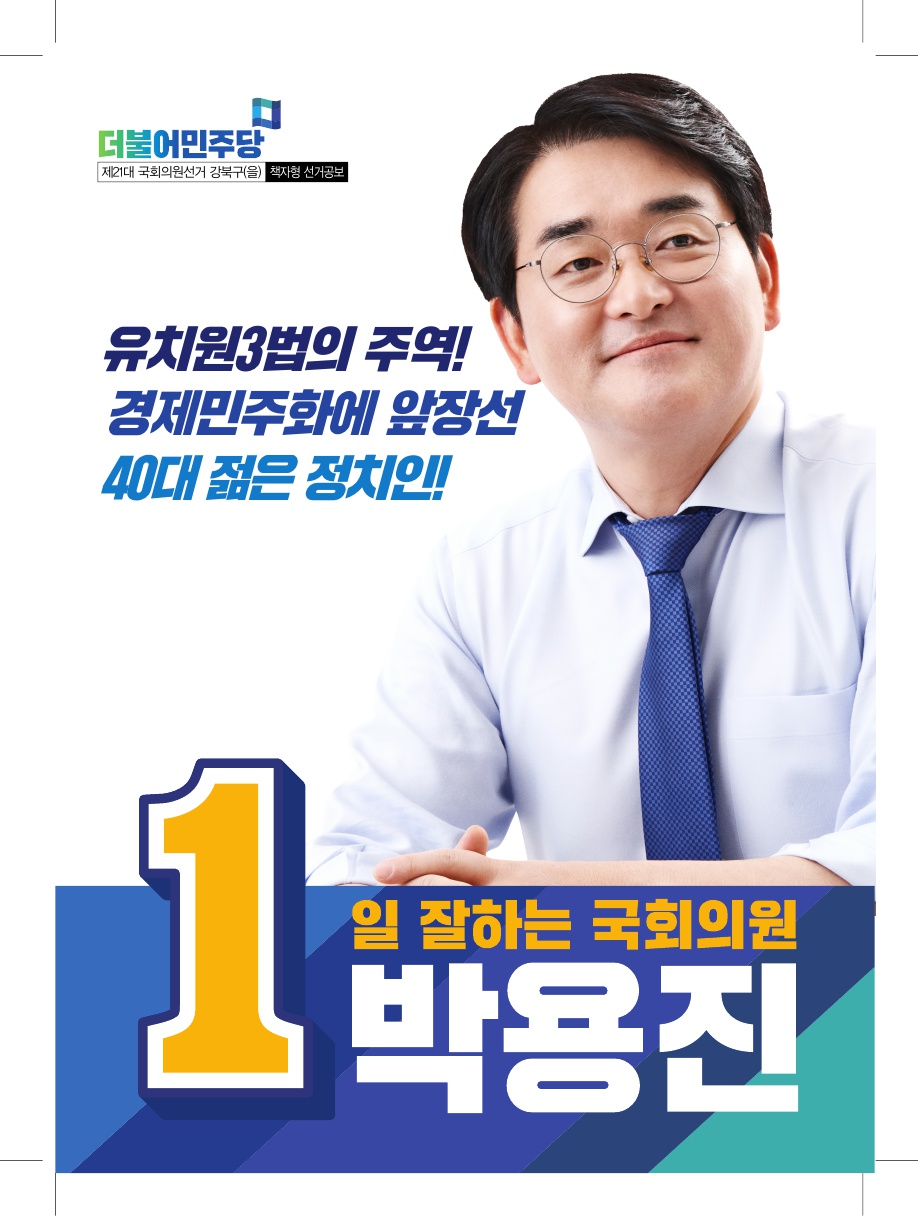 더불어민주당
제21대 국회의원선거 강북구(을) 책자형 선거공보
유치원3법의 주역!
경제민주화에 앞장선
40대 젊은 정치인!
1
일 잘하는 국회의원
박용진